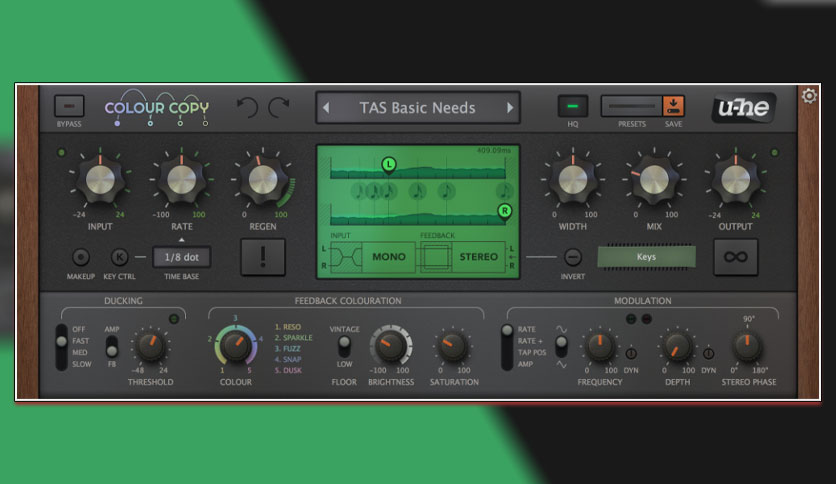 COLOUR COPY
TAS Basic Needs
u-he
BYPASS
HQ
PRESETS
SAVE
409.09ms
L
R
-24 24
INPUT
-100 100
RATE
0 100
REGEN
0 100
WIDTH
0 100
MIX
-24 24
OUTPUT
INPUT
FEEDBACK
L
R
MONO
STEREO
L
R
MAKEUP
K
KEY CTRL
1/8 dot
TIME BASE
!
INVERT
Keys
∞
DUCKING
FEEDBACK COLOURATION
MODULATION
OFF
FAST
MED
SLOW
AMP
FB
-48 24
THRESHOLD
1
2
3
4
5
COLOUR
1. RESO
2. SPARKLE
3. FUZZ
4. SNAP
5. DUSK
VINTAGE
LOW
FLOOR
-100 100
BRIGHTNESS
0 100
SATURATION
RATE
RATE +
TAP POS
AMP
0 100
FREQUENCY
DYN
0 100
DEPTH
DYN
90°
0° 180°
STEREO PHASE